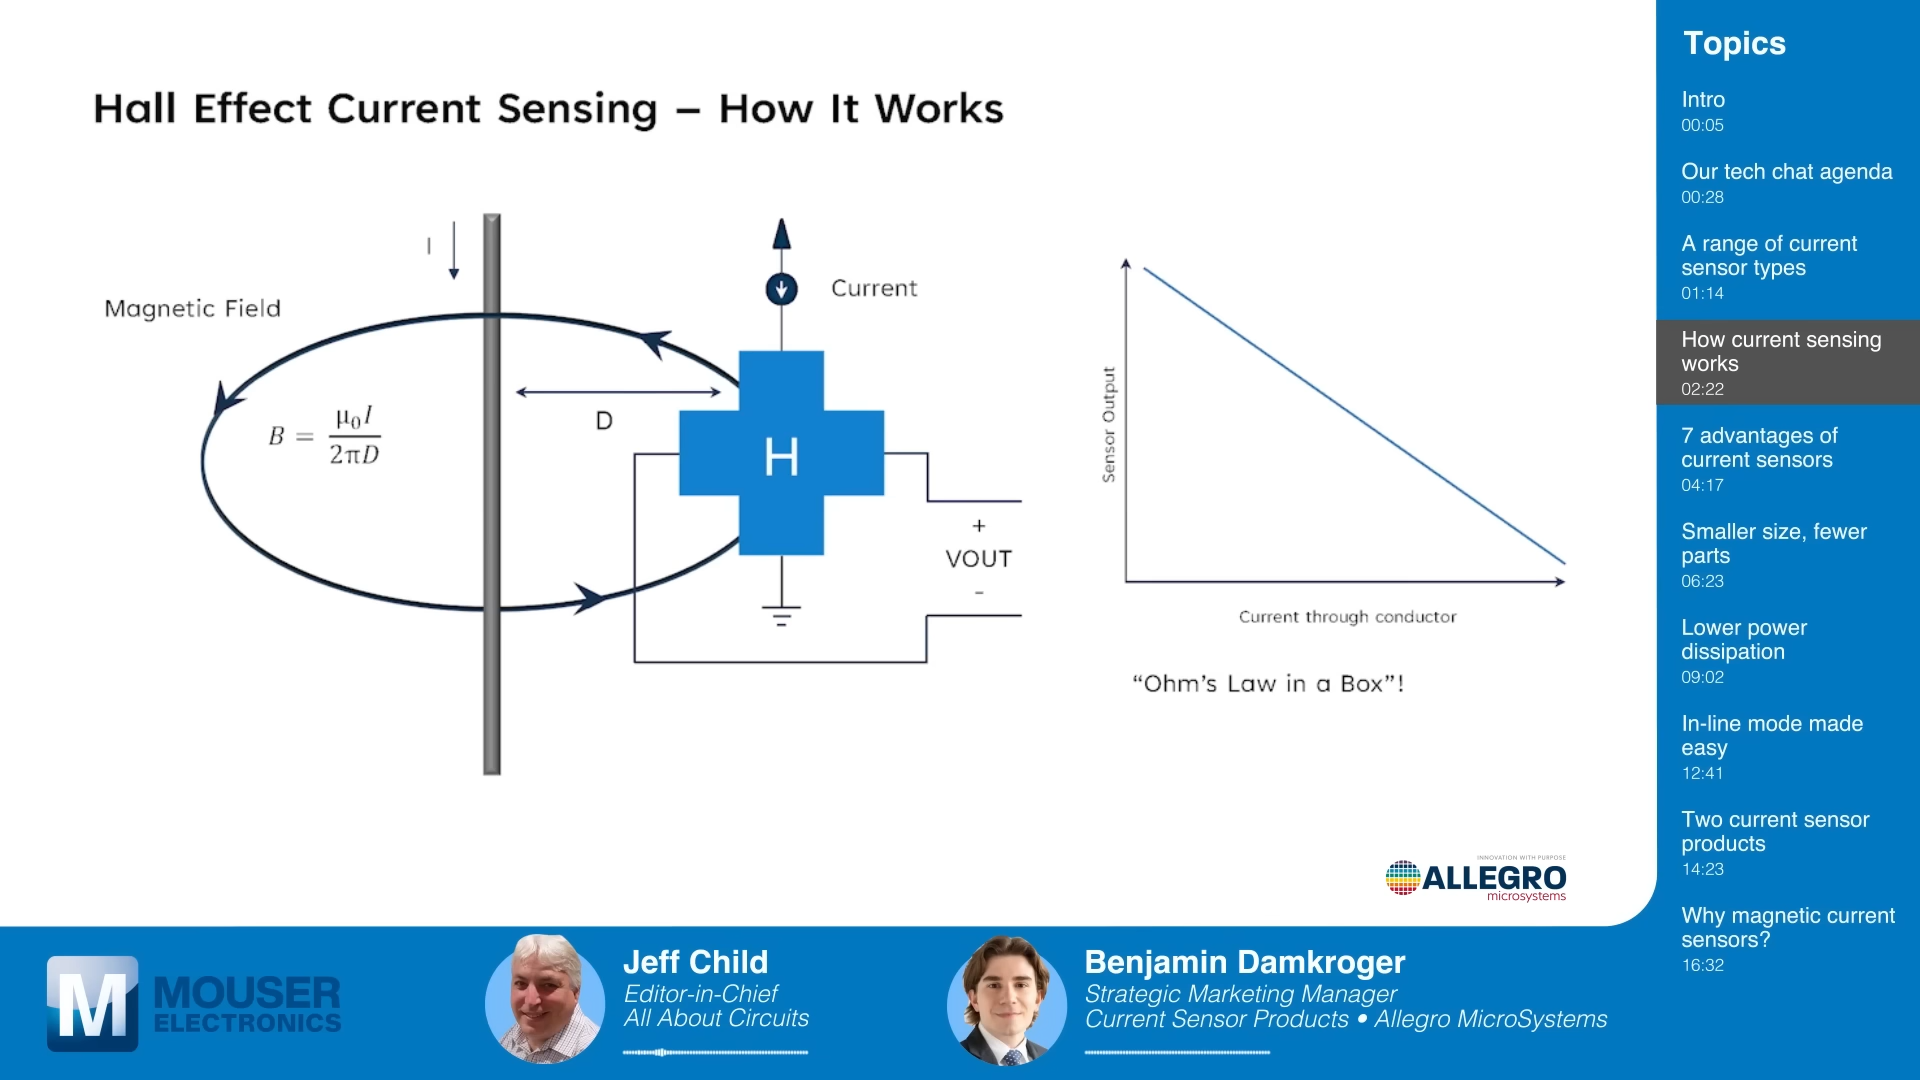 Hall Effect Current Sensing – How It Works
I
Magnetic Field
Current
B = μ₀I / 2πD
D
H
+
VOUT
-
Sensor Output
Current through conductor
“Ohm’s Law in a Box”!
INNOVATION WITH PURPOSE
ALLEGRO
microsystems
Topics
Intro
00:05
Our tech chat agenda
00:28
A range of current
sensor types
01:14
How current sensing
works
02:22
7 advantages of
current sensors
04:17
Smaller size, fewer
parts
06:23
Lower power
dissipation
09:02
In-line mode made
easy
12:41
Two current sensor
products
14:23
Why magnetic current
sensors?
16:32
M
MOUSER
ELECTRONICS
Jeff Child
Editor-in-Chief
All About Circuits
Benjamin Damkroger
Strategic Marketing Manager
Current Sensor Products • Allegro MicroSystems